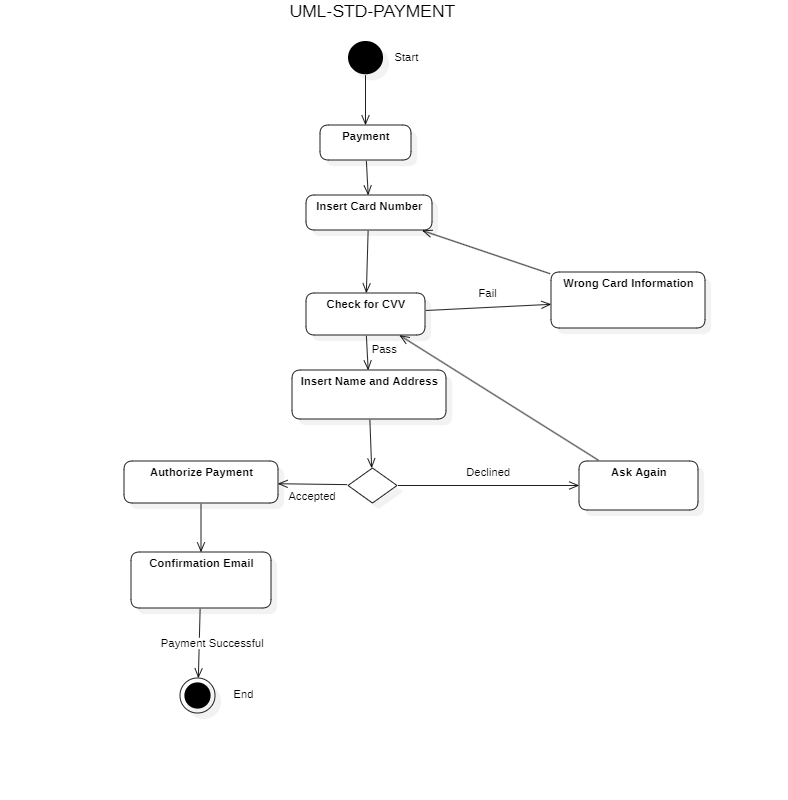 UML-STD-PAYMENT
Start
Payment
Insert Card Number
Wrong Card Information
Fail
Check for CVV
Pass
Insert Name and Address
Authorize Payment
Declined
Ask Again
Accepted
Confirmation Email
Payment Successful
End